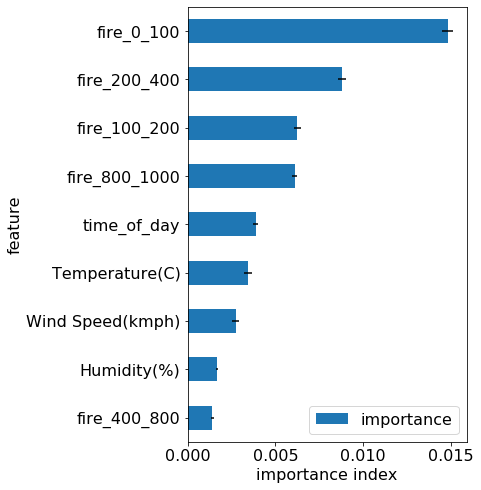 fire_0_100
fire_200_400
fire_100_200
fire_800_1000
time_of_day
Temperature(C)
Wind Speed(kmph)
Humidity(%)
fire_400_800
feature
importance
0.000 0.005 0.010 0.015
importance index